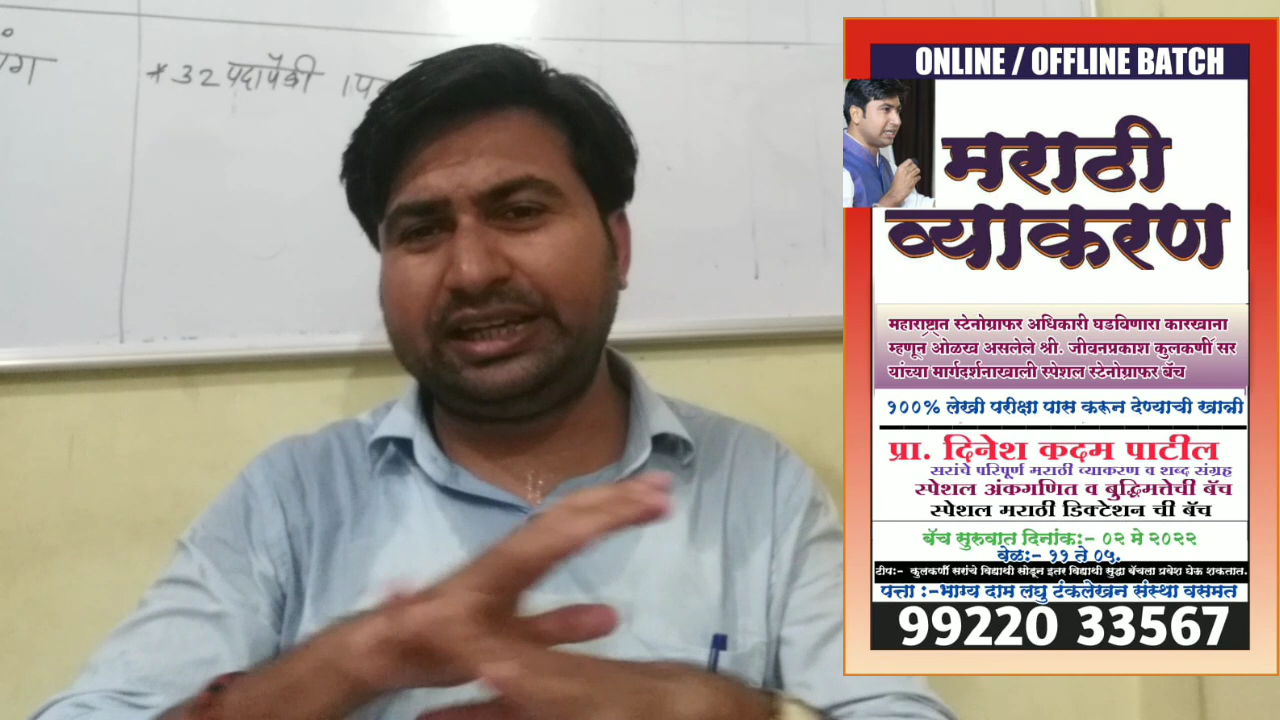 * 32 पदांपैकी 1
ONLINE / OFFLINE BATCH
मराठी
व्याकरण
महाराष्ट्रात स्टेनोग्राफर अधिकारी घडविणारा कारखाना
म्हणून ओळख असलेले श्री. जीवनप्रकाश कुलकर्णी सर
यांच्या मार्गदर्शनाखाली स्पेशल स्टेनोग्राफर बॅच
१००% लेखी परीक्षा पास करून देण्याची खात्री
प्रा. दिनेश कदम पाटील
सरांचे परिपूर्ण मराठी व्याकरण व शब्द संग्रह
स्पेशल अंकगणित व बुद्धिमत्तेची बॅच
स्पेशल मराठी डिक्टेशन ची बॅच
बॅच सुरुवात दिनांक:- ०२ मे २०२२
वेळ:- ११ ते ०५.
टीप:- कुलकर्णी सरांचे विद्यार्थी सोडून इतर विद्यार्थी सुद्धा बॅचला प्रवेश घेऊ शकतात.
पत्ता :-भाग्य दाम लघु टंकलेखन संस्था वसमत
99220 33567